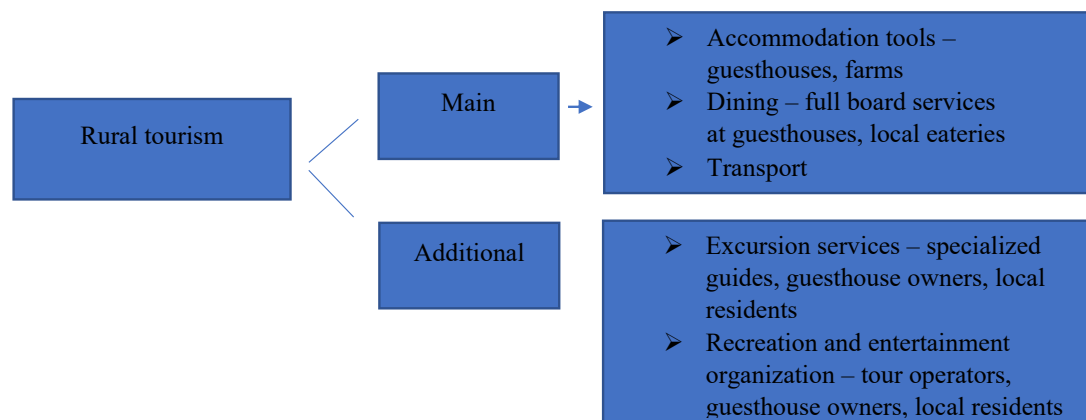 Rural tourism
Main
➢ Accommodation tools –
guesthouses, farms
➢ Dining – full board services
at guesthouses, local eateries
➢ Transport
Additional
➢ Excursion services – specialized
guides, guesthouse owners, local
residents
➢ Recreation and entertainment
organization – tour operators,
guesthouse owners, local residents